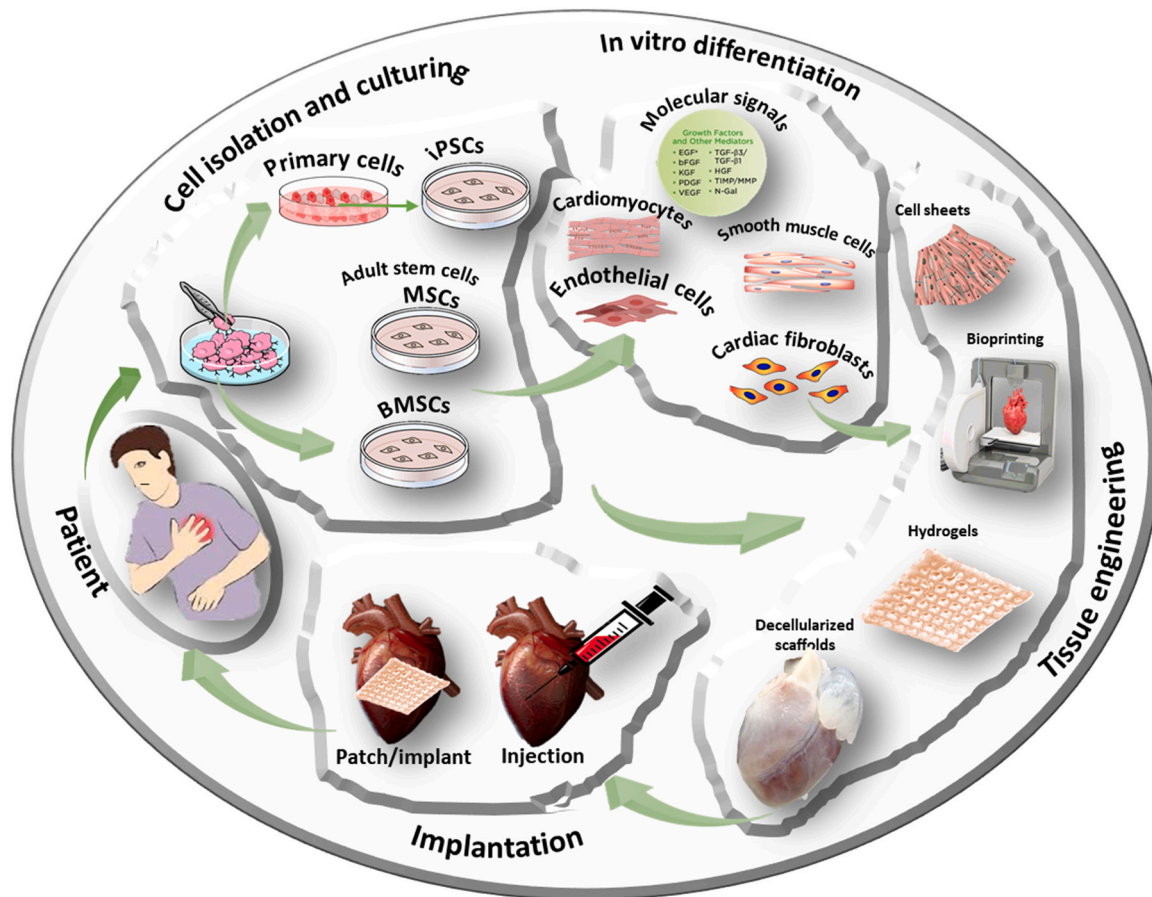 Cell isolation and culturing
Primary cells
iPSCs
Adult stem cells
MSCs
BMSCs
In vitro differentiation
Molecular signals
Growth Factors
and Other Mediators
• EGF*
• bFGF
• KGF
• PDGF
• VEGF
• TGF-β3/
TGF-β1
• HGF
• TIMP/MMP
• N-Gal
Cardiomyocytes
Smooth muscle cells
Endothelial cells
Cardiac fibroblasts
Tissue engineering
Cell sheets
Bioprinting
Hydrogels
Decellularized
scaffolds
Implantation
Patch/implant
Injection
Patient